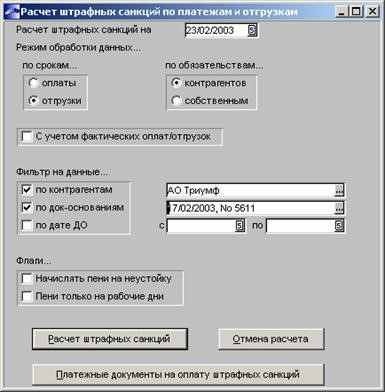 Расчет штрафных санкций по платежам и отгрузкам
Расчет штрафных санкций на 23/02/2003
Режим обработки данных...
по срокам... по обязательствам...
оплаты контрагентов
отгрузки собственным
С учетом фактических оплат/отгрузок
Фильтр на данные...
по контрагентам АО Триумф ...
по док-основаниям 17/02/2003, No 5611 ...
по дате ДО с по
Флаги...
Начислять пени на неустойку
Пени только на рабочие дни
Расчет штрафных санкций Отмена расчета
Платежные документы на оплату штрафных санкций